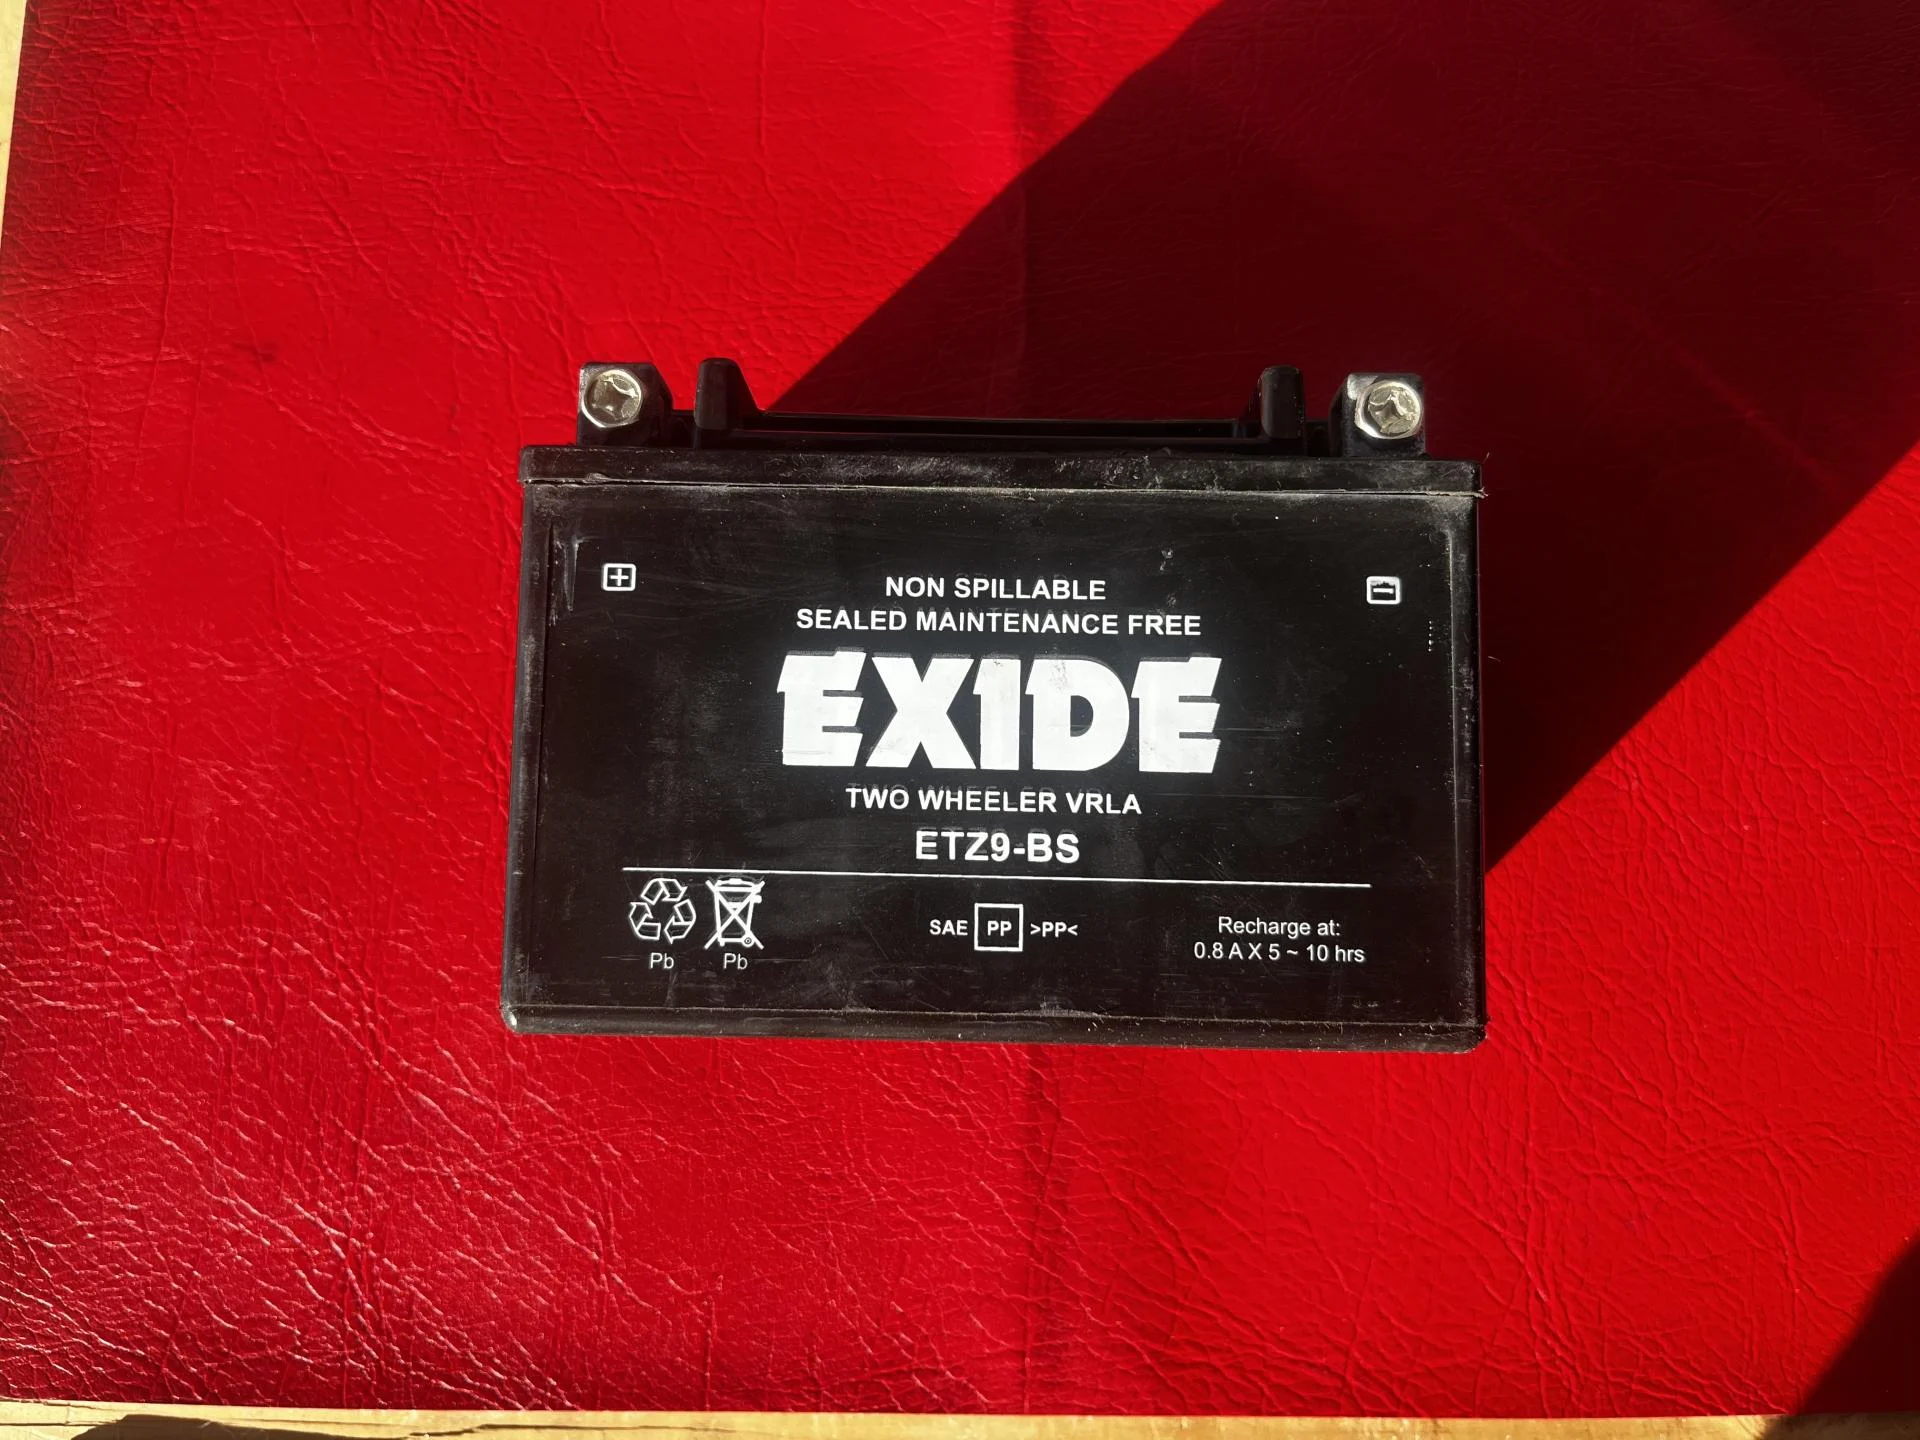 + -
NON SPILLABLE
SEALED MAINTENANCE FREE
EXIDE
TWO WHEELER VRLA
ETZ9-BS
SAE PP >PP<
Recharge at:
0.8 A X 5 ~ 10 hrs
Pb Pb